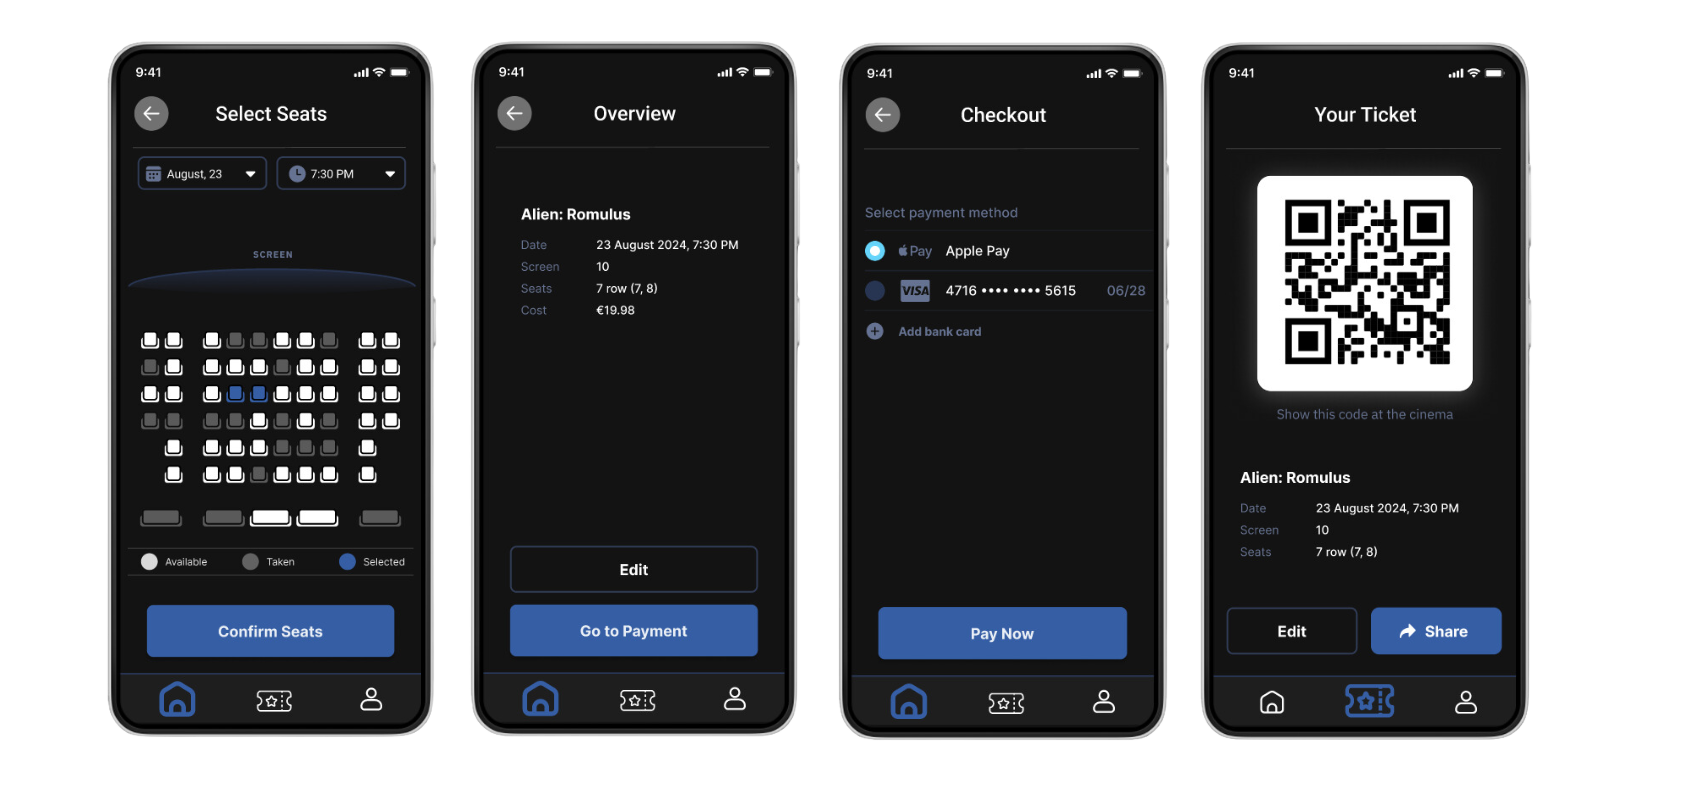 9:41
Select Seats
August, 23
7:30 PM
SCREEN
Available
Taken
Selected
Confirm Seats
9:41
Overview
Alien: Romulus
Date 23 August 2024, 7:30 PM
Screen 10
Seats 7 row (7, 8)
Cost €19.98
Edit
Go to Payment
9:41
Checkout
Select payment method
Pay Apple Pay
VISA 4716 •••• •••• 5615 06/28
Add bank card
Pay Now
9:41
Your Ticket
Show this code at the cinema
Alien: Romulus
Date 23 August 2024, 7:30 PM
Screen 10
Seats 7 row (7, 8)
Edit
Share